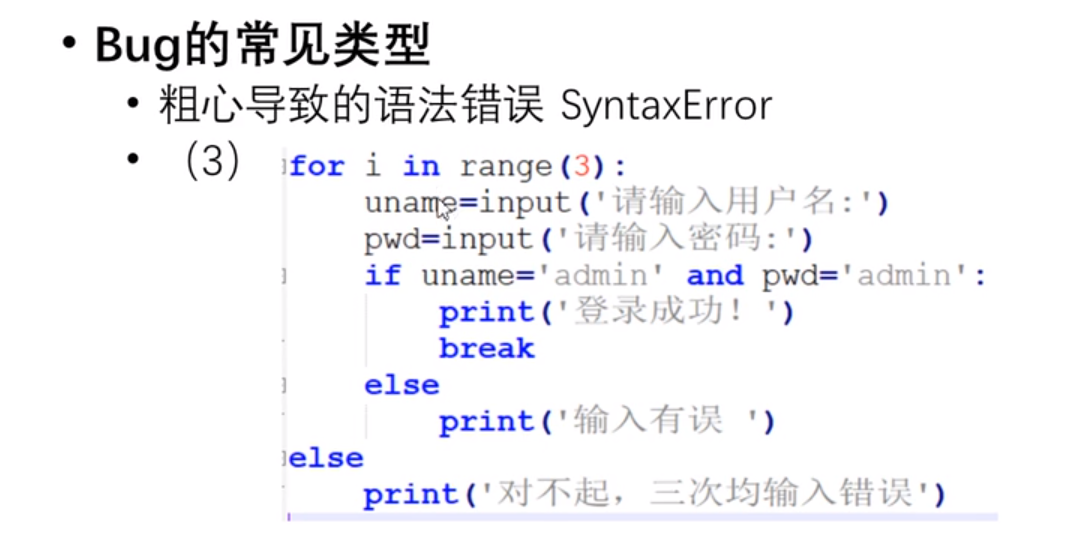 • Bug的常见类型
• 粗心导致的语法错误 SyntaxError
• （3）
for i in range(3):
    uname=input('请输入用户名:')
    pwd=input('请输入密码:')
    if uname='admin' and pwd='admin':
        print('登录成功！')
        break
    else
        print('输入有误 ')
else
    print('对不起，三次均输入错误')